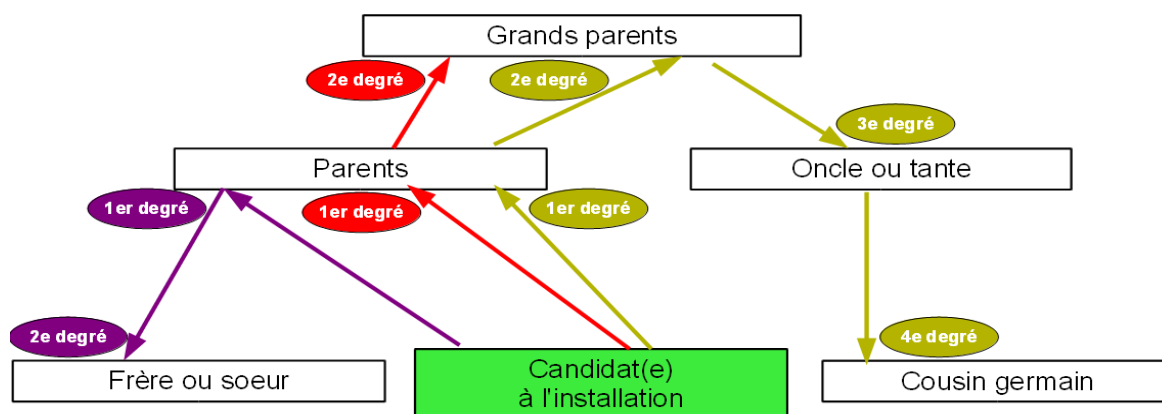 Grands parents
2e degré
2e degré
3e degré
Parents
Oncle ou tante
1er degré
1er degré
1er degré
2e degré
4e degré
Frère ou soeur
Candidat(e)
à l'installation
Cousin germain